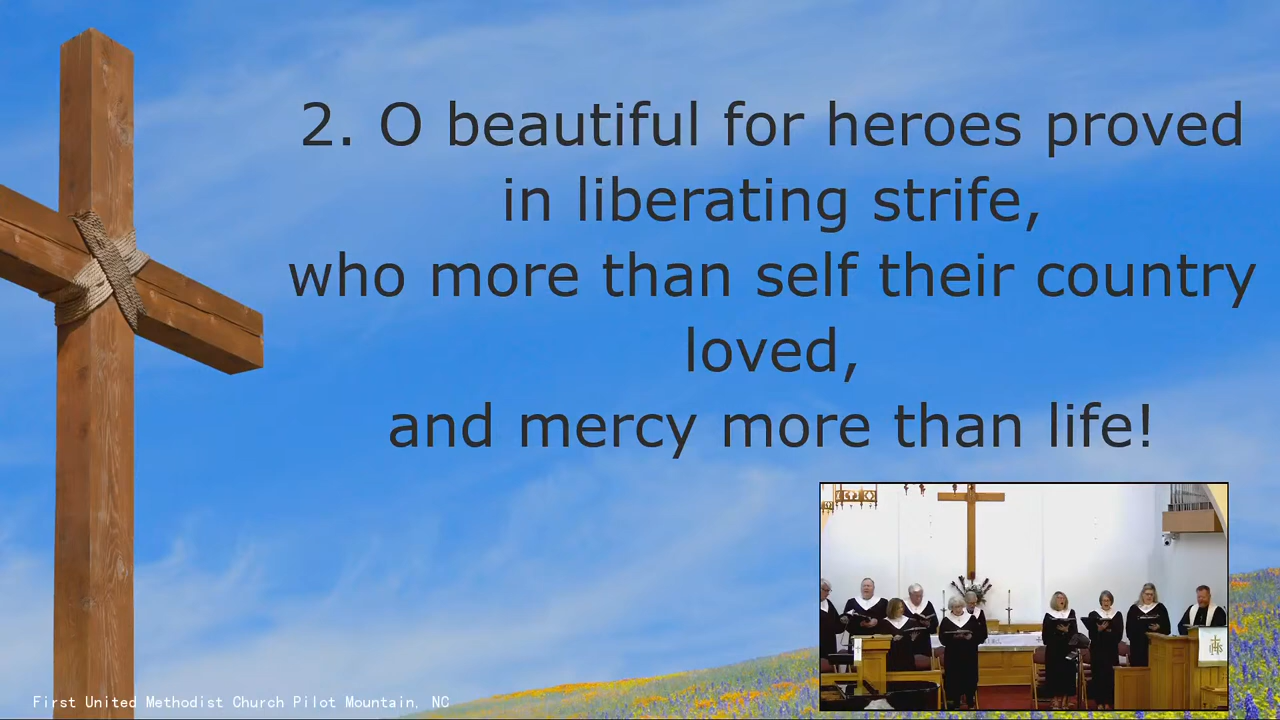 2. O beautiful for heroes proved
in liberating strife,
who more than self their country
loved,
and mercy more than life!
IHS
First United Methodist Church Pilot Mountain, NC